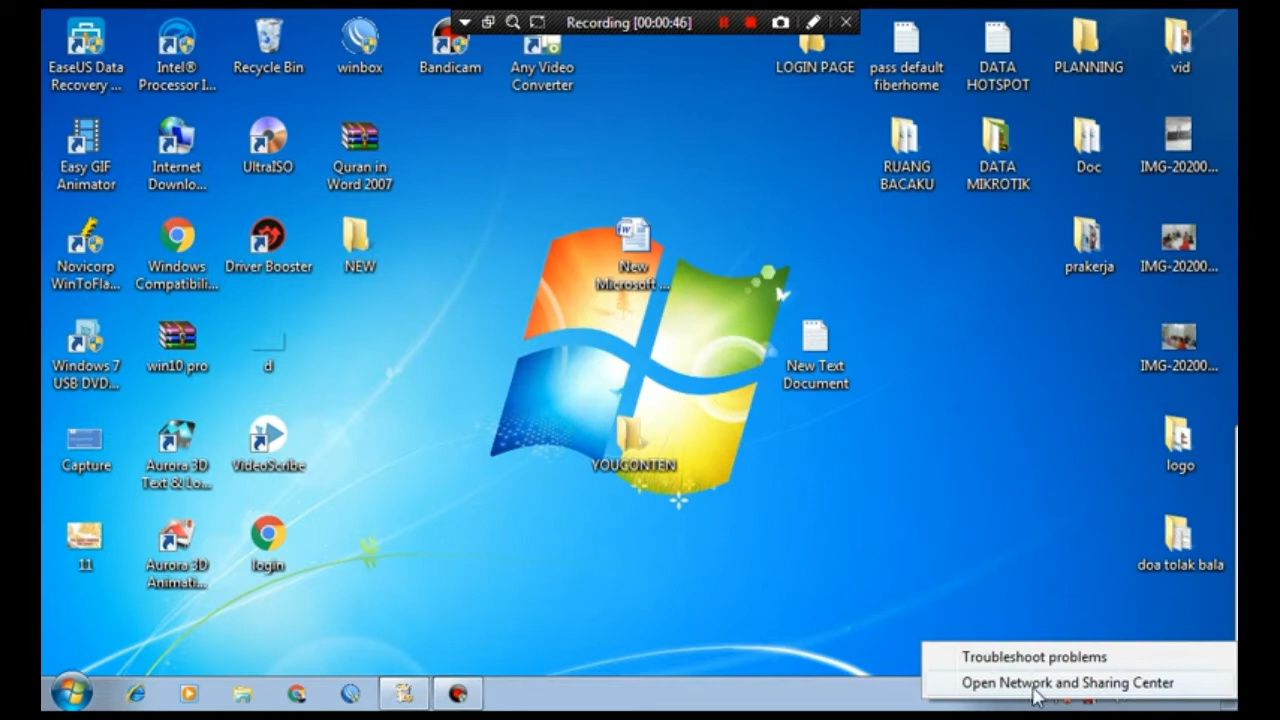 Recording [00:00:46]
EaseUS Data
Recovery ...
Intel®
Processor I...
Recycle Bin
winbox
Bandicam
Any Video
Converter
LOGIN PAGE
pass default
fiberhome
DATA
HOTSPOT
PLANNING
vid
Easy GIF
Animator
Internet
Downlo...
UltraISO
Quran in
Word 2007
RUANG
BACAKU
DATA
MIKROTIK
Doc
IMG-20200...
Novicorp
WinToFla...
Windows
Compatibili...
Driver Booster
NEW
New
Microsoft ...
prakerja
IMG-20200...
Windows 7
USB DVD...
win10 pro
d
New Text
Document
IMG-20200...
Capture
Aurora 3D
Text & Lo...
VideoScribe
YOUCONTEN
logo
11
Aurora 3D
Animati...
login
doa tolak bala
Troubleshoot problems
Open Network and Sharing Center